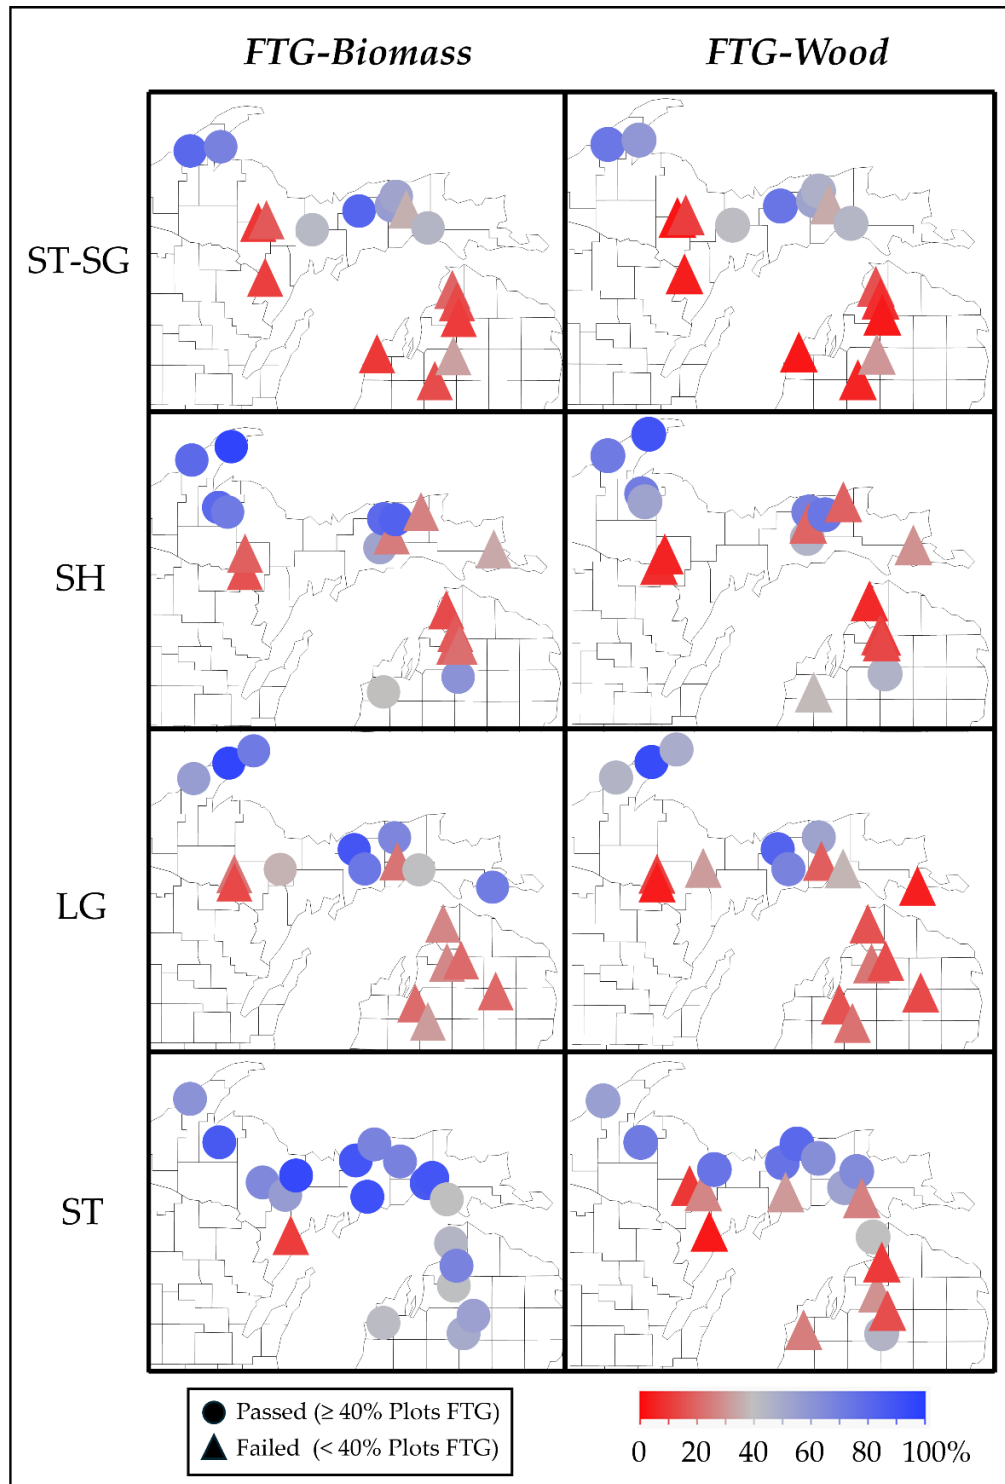 FTG-Biomass FTG-Wood
ST-SG
SH
LG
ST
Passed (≥ 40% Plots FTG)
Failed (< 40% Plots FTG)
0 20 40 60 80 100%